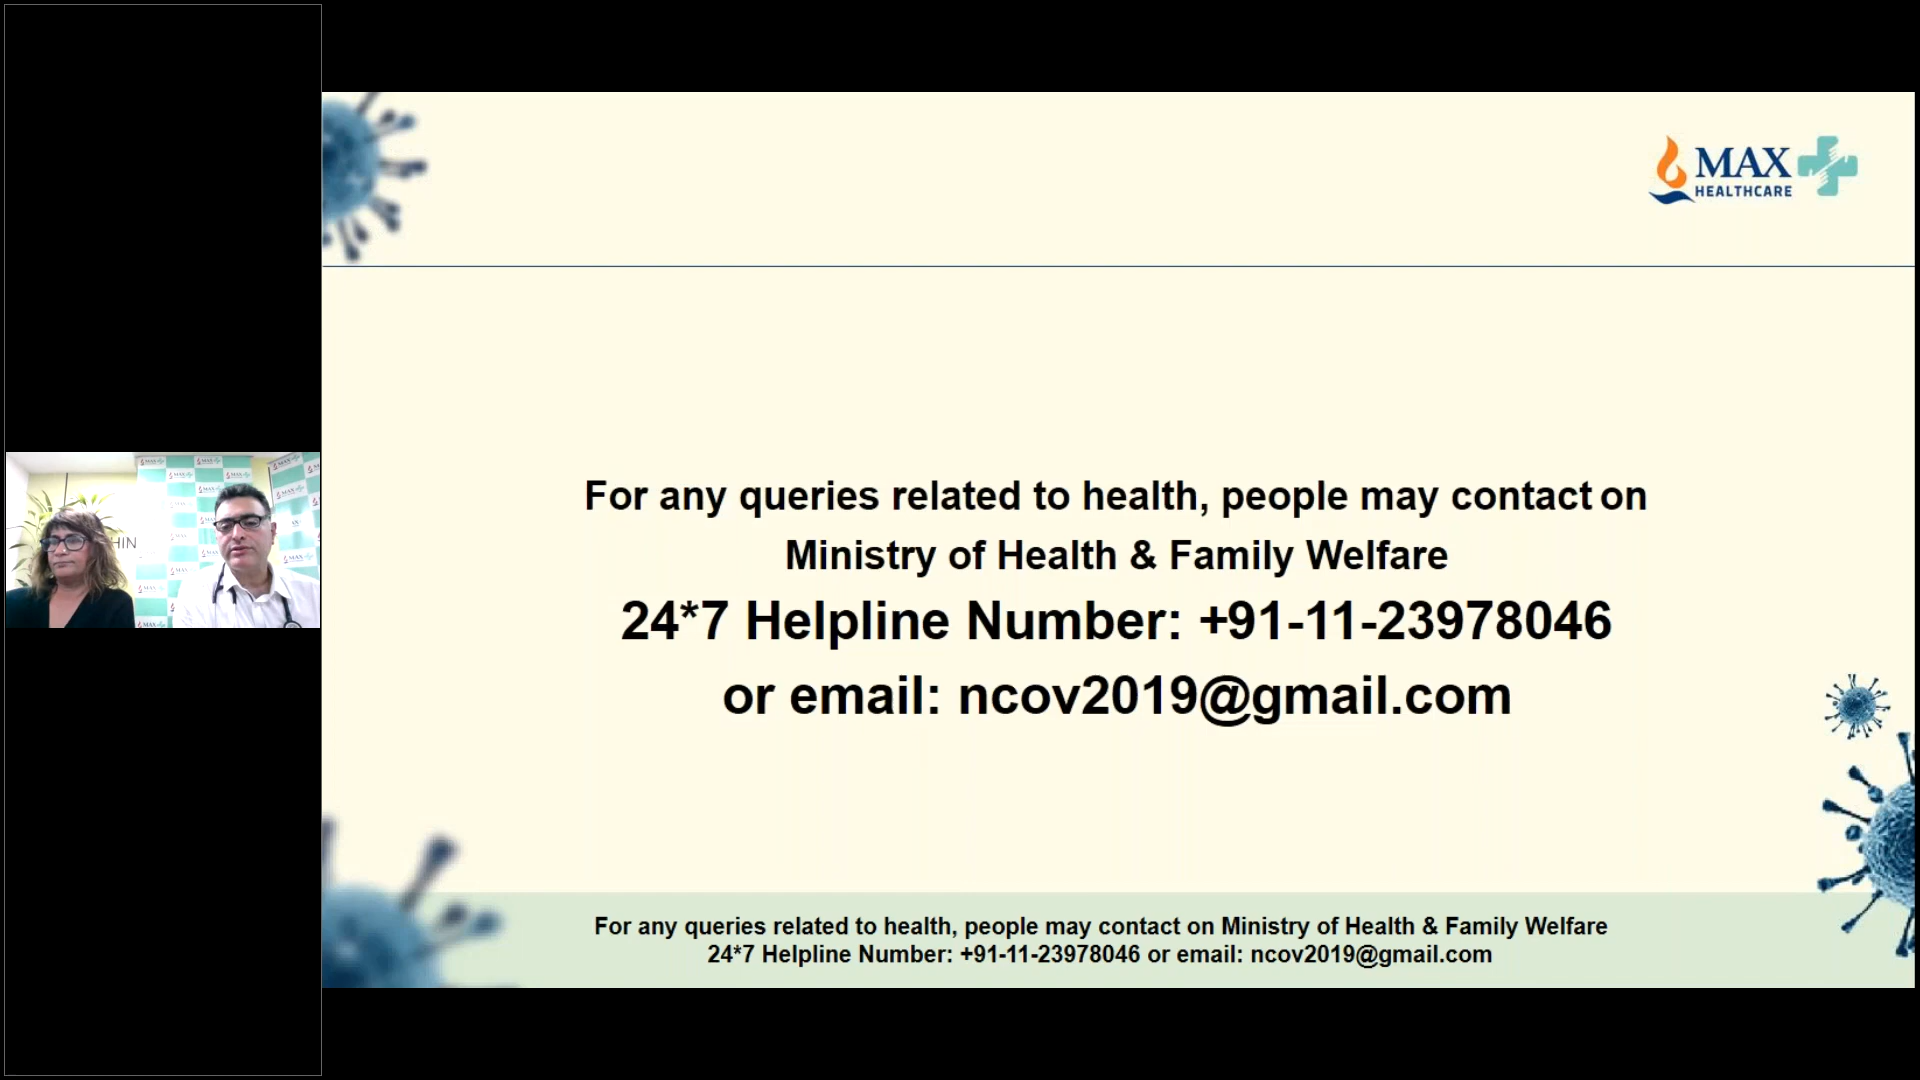 MAX
HEALTHCARE
For any queries related to health, people may contact on
Ministry of Health & Family Welfare
24*7 Helpline Number: +91-11-23978046
or email: ncov2019@gmail.com
For any queries related to health, people may contact on Ministry of Health & Family Welfare
24*7 Helpline Number: +91-11-23978046 or email: ncov2019@gmail.com
HIN